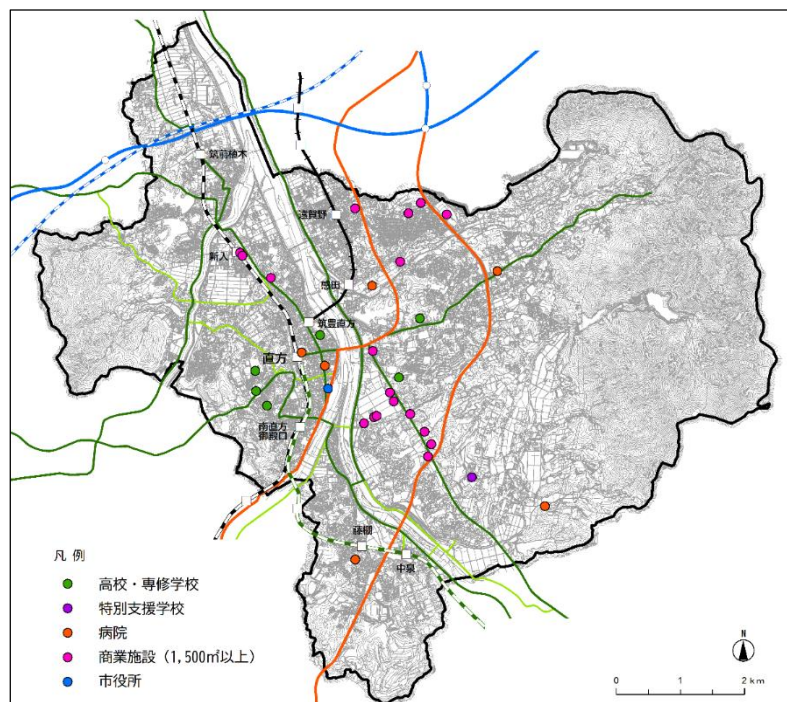 筑前植木
遠賀野
新入
感田
筑豊直方
直方
南直方
御殿口
藤棚
中泉
凡 例
高校・専修学校
特別支援学校
病院
商業施設（1,500㎡以上）
市役所
N
0 1 2 km